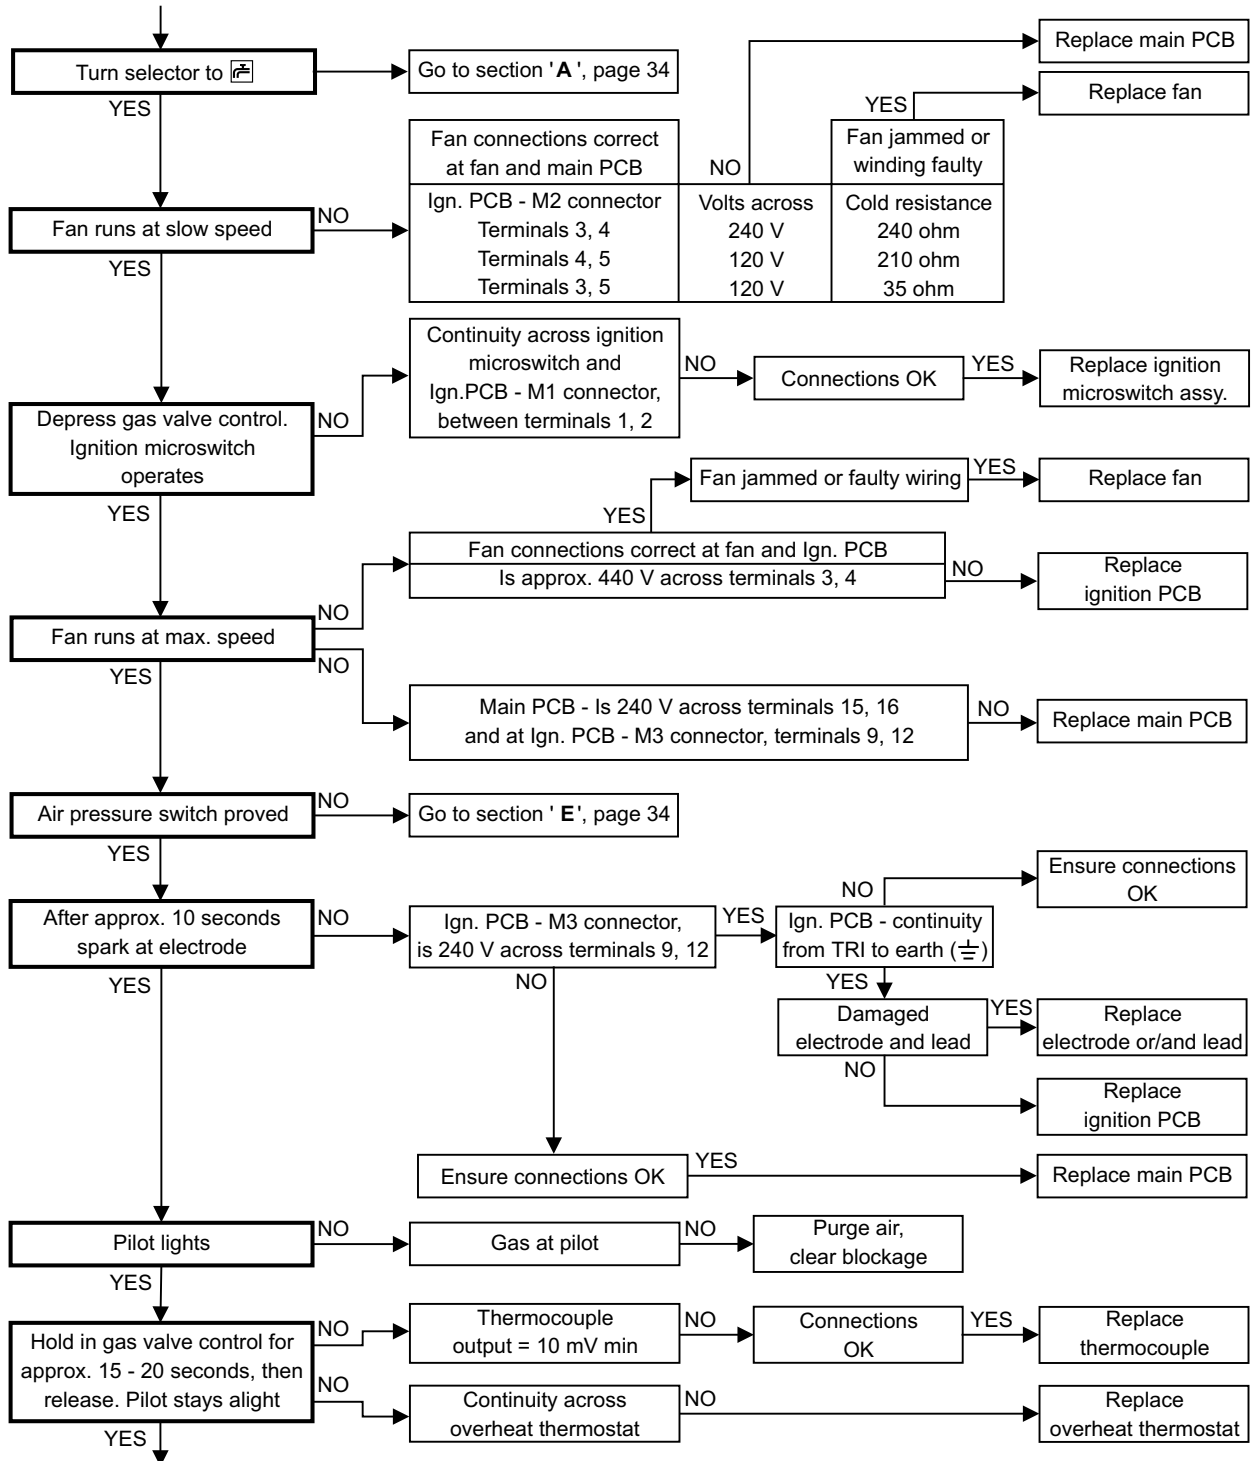 Replace main PCB
Turn selector to
Go to section 'A', page 34
YES
Replace fan
YES
Fan connections correct
at fan and main PCB
NO
Fan jammed or
winding faulty
Ign. PCB - M2 connector
Volts across
Cold resistance
Terminals 3, 4
240 V
240 ohm
Terminals 4, 5
120 V
210 ohm
Terminals 3, 5
120 V
35 ohm
Fan runs at slow speed
NO
YES
Continuity across ignition
microswitch and
Ign.PCB - M1 connector,
between terminals 1, 2
NO
Connections OK
YES
Replace ignition
microswitch assy.
Depress gas valve control.
Ignition microswitch
operates
NO
YES
Fan jammed or faulty wiring
YES
Replace fan
YES
Fan connections correct at fan and Ign. PCB
Is approx. 440 V across terminals 3, 4
NO
Replace
ignition PCB
Fan runs at max. speed
NO
NO
YES
Main PCB - Is 240 V across terminals 15, 16
and at Ign. PCB - M3 connector, terminals 9, 12
NO
Replace main PCB
Air pressure switch proved
NO
Go to section ' E', page 34
YES
Ensure connections
OK
After approx. 10 seconds
spark at electrode
NO
Ign. PCB - M3 connector,
is 240 V across terminals 9, 12
YES
NO
Ign. PCB - continuity
from TRI to earth (⏚)
YES
NO
YES
Damaged
electrode and lead
YES
Replace
electrode or/and lead
NO
Replace
ignition PCB
Ensure connections OK
YES
Replace main PCB
Pilot lights
NO
Gas at pilot
NO
Purge air,
clear blockage
YES
Hold in gas valve control for
approx. 15 - 20 seconds, then
release. Pilot stays alight
NO
Thermocouple
output = 10 mV min
NO
Connections
OK
YES
Replace
thermocouple
NO
Continuity across
overheat thermostat
NO
Replace
overheat thermostat
YES